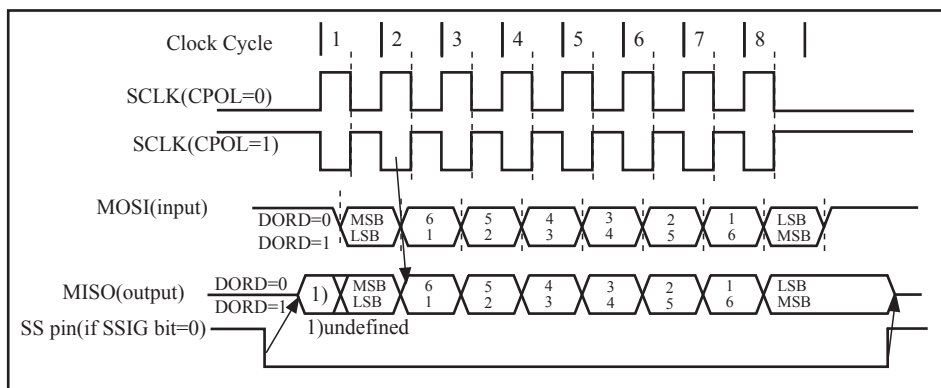 Clock Cycle 1 2 3 4 5 6 7 8
SCLK(CPOL=0)
SCLK(CPOL=1)
MOSI(input)
DORD=0 MSB 6 5 4 3 2 1 LSB
DORD=1 LSB 1 2 3 4 5 6 MSB
MISO(output)
DORD=0 1) MSB 6 5 4 3 2 1 LSB
DORD=1 LSB 1 2 3 4 5 6 MSB
SS pin(if SSIG bit=0) 1)undefined